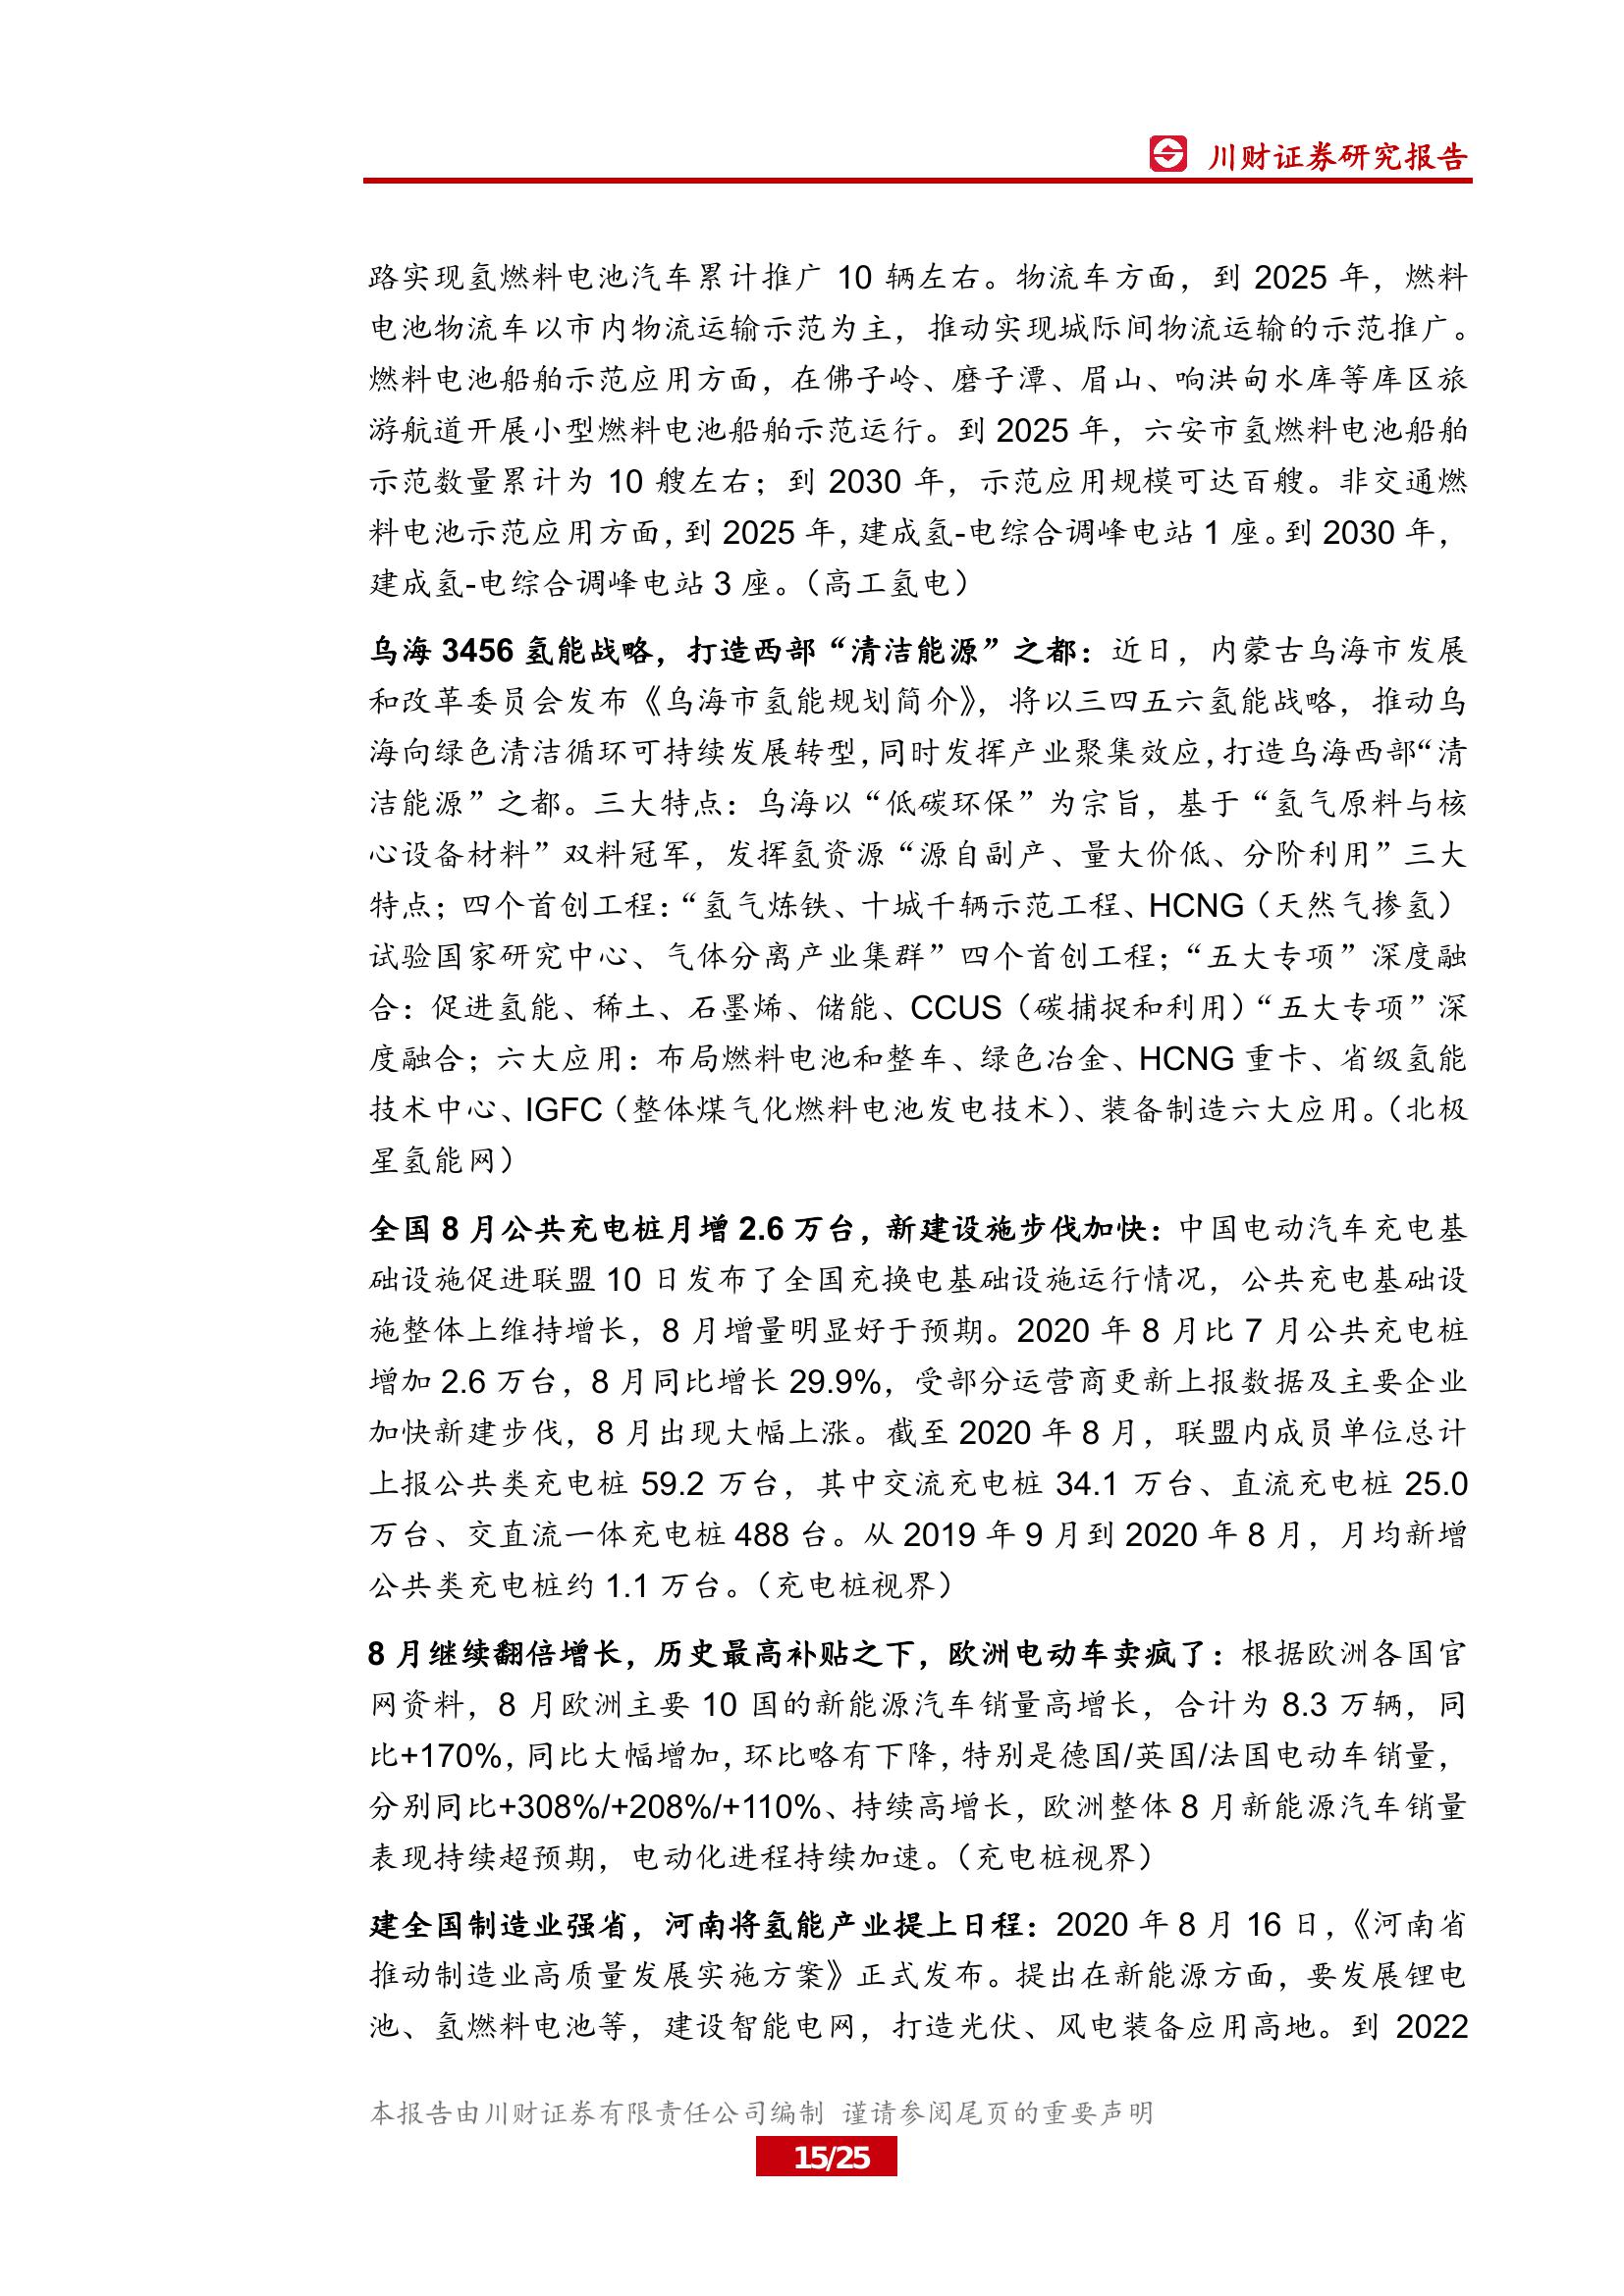 川财证券研究报告
路实现氢燃料电池汽车累计推广 10 辆左右。物流车方面，到 2025 年，燃料
电池物流车以市内物流运输示范为主，推动实现城际间物流运输的示范推广。
燃料电池船舶示范应用方面，在佛子岭、磨子潭、眉山、响洪甸水库等库区旅
游航道开展小型燃料电池船舶示范运行。到 2025 年，六安市氢燃料电池船舶
示范数量累计为 10 艘左右；到 2030 年，示范应用规模可达百艘。非交通燃
料电池示范应用方面，到 2025 年，建成氢-电综合调峰电站 1 座。到 2030 年，
建成氢-电综合调峰电站 3 座。（高工氢电）
乌海 3456 氢能战略，打造西部“清洁能源”之都：近日，内蒙古乌海市发展
和改革委员会发布《乌海市氢能规划简介》，将以三四五六氢能战略，推动乌
海向绿色清洁循环可持续发展转型，同时发挥产业聚集效应，打造乌海西部“清
洁能源”之都。三大特点：乌海以“低碳环保”为宗旨，基于“氢气原料与核
心设备材料”双料冠军，发挥氢资源“源自副产、量大价低、分阶利用”三大
特点；四个首创工程：“氢气炼铁、十城千辆示范工程、HCNG（天然气掺氢）
试验国家研究中心、气体分离产业集群”四个首创工程；“五大专项”深度融
合：促进氢能、稀土、石墨烯、储能、CCUS（碳捕捉和利用）“五大专项”深
度融合；六大应用：布局燃料电池和整车、绿色冶金、HCNG 重卡、省级氢能
技术中心、IGFC（整体煤气化燃料电池发电技术）、装备制造六大应用。（北极
星氢能网）
全国 8 月公共充电桩月增 2.6 万台，新建设施步伐加快：中国电动汽车充电基
础设施促进联盟 10 日发布了全国充换电基础设施运行情况，公共充电基础设
施整体上维持增长，8 月增量明显好于预期。2020 年 8 月比 7 月公共充电桩
增加 2.6 万台，8 月同比增长 29.9%，受部分运营商更新上报数据及主要企业
加快新建步伐，8 月出现大幅上涨。截至 2020 年 8 月，联盟内成员单位总计
上报公共类充电桩 59.2 万台，其中交流充电桩 34.1 万台、直流充电桩 25.0
万台、交直流一体充电桩 488 台。从 2019 年 9 月到 2020 年 8 月，月均新增
公共类充电桩约 1.1 万台。（充电桩视界）
8 月继续翻倍增长，历史最高补贴之下，欧洲电动车卖疯了：根据欧洲各国官
网资料，8 月欧洲主要 10 国的新能源汽车销量高增长，合计为 8.3 万辆，同
比+170%，同比大幅增加，环比略有下降，特别是德国/英国/法国电动车销量，
分别同比+308%/+208%/+110%、持续高增长，欧洲整体 8 月新能源汽车销量
表现持续超预期，电动化进程持续加速。（充电桩视界）
建全国制造业强省，河南将氢能产业提上日程：2020 年 8 月 16 日，《河南省
推动制造业高质量发展实施方案》正式发布。提出在新能源方面，要发展锂电
池、氢燃料电池等，建设智能电网，打造光伏、风电装备应用高地。到 2022
本报告由川财证券有限责任公司编制 谨请参阅尾页的重要声明
15/25